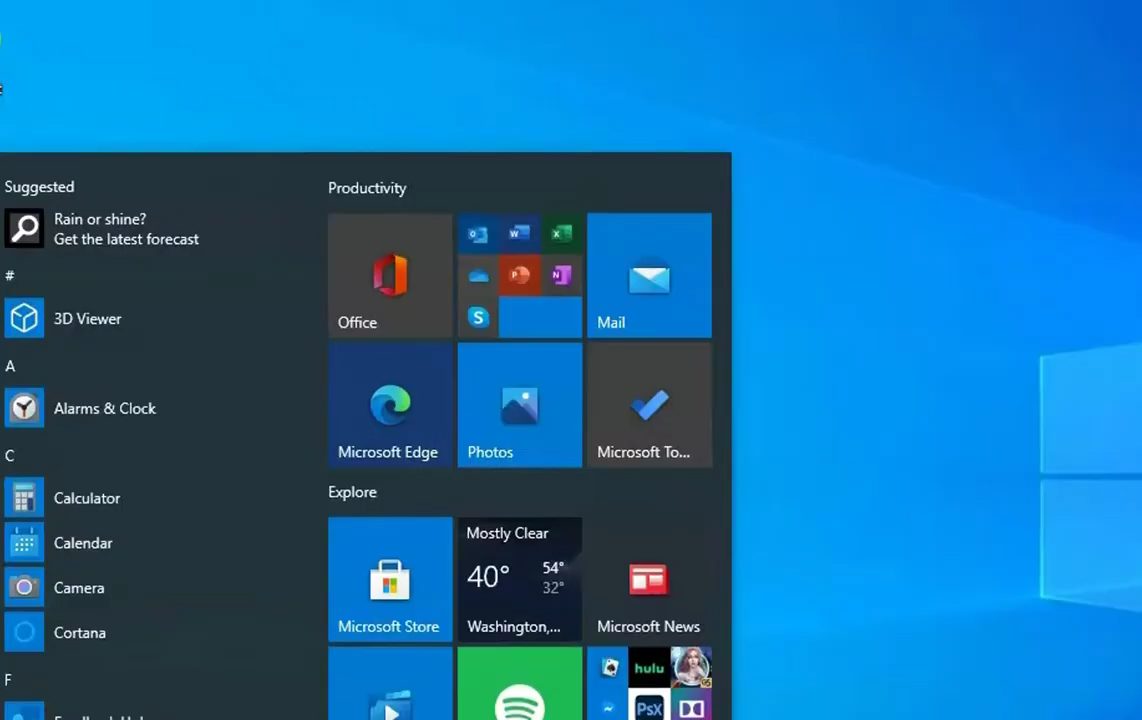 Suggested
Rain or shine?
Get the latest forecast
#
3D Viewer
A
Alarms & Clock
C
Calculator
Calendar
Camera
Cortana
F
Productivity
Office
Mail
Microsoft Edge
Photos
Microsoft To...
Explore
Microsoft Store
Mostly Clear
40°
54°
32°
Washington,...
Microsoft News
hulu
PsX